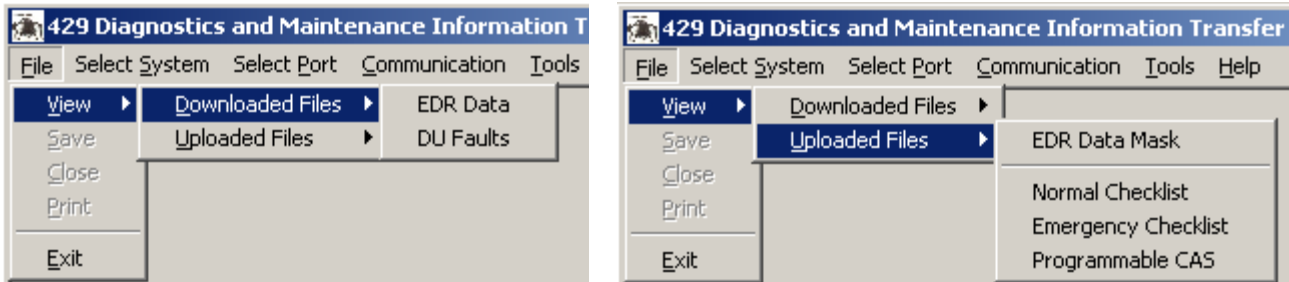 429 Diagnostics and Maintenance Information T
File Select System Select Port Communication Tools
View Downloaded Files EDR Data
Save Uploaded Files DU Faults
Close
Print
Exit
429 Diagnostics and Maintenance Information Transfer
File Select System Select Port Communication Tools Help
View Downloaded Files
Save Uploaded Files EDR Data Mask
Close
Normal Checklist
Print
Emergency Checklist
Exit Programmable CAS